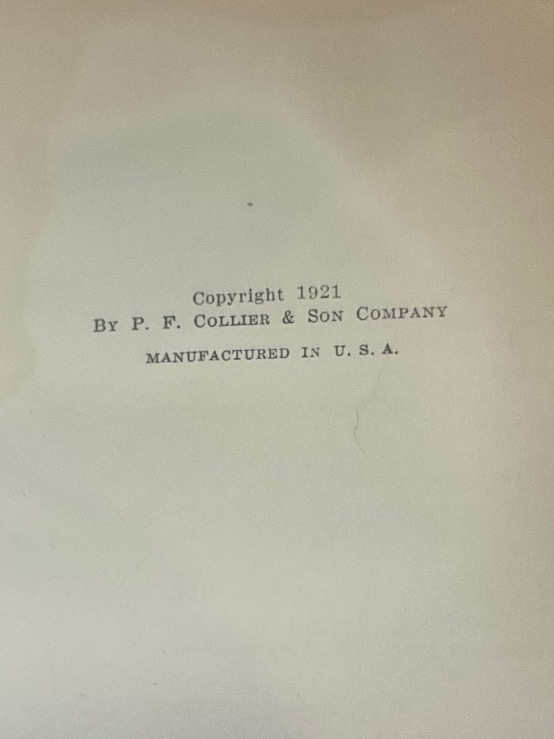 Copyright 1921
By P. F. Collier & Son Company
MANUFACTURED IN U. S. A.